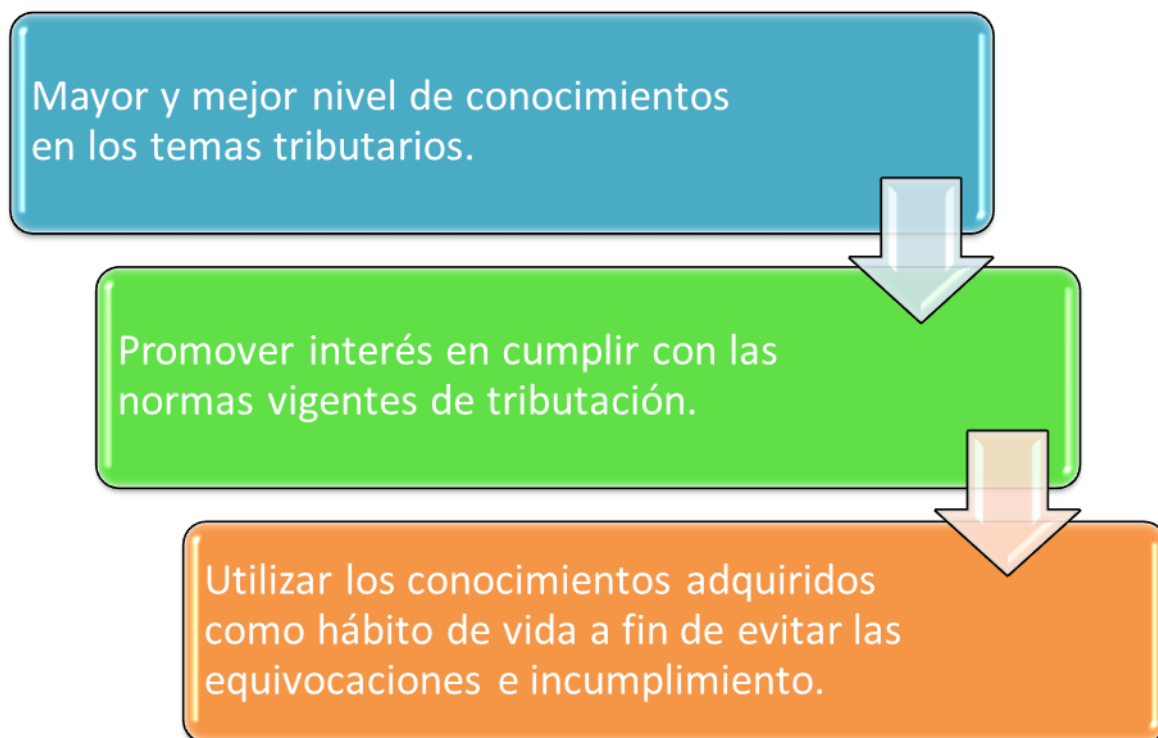 Mayor y mejor nivel de conocimientos
en los temas tributarios.
Promover interés en cumplir con las
normas vigentes de tributación.
Utilizar los conocimientos adquiridos
como hábito de vida a fin de evitar las
equivocaciones e incumplimiento.